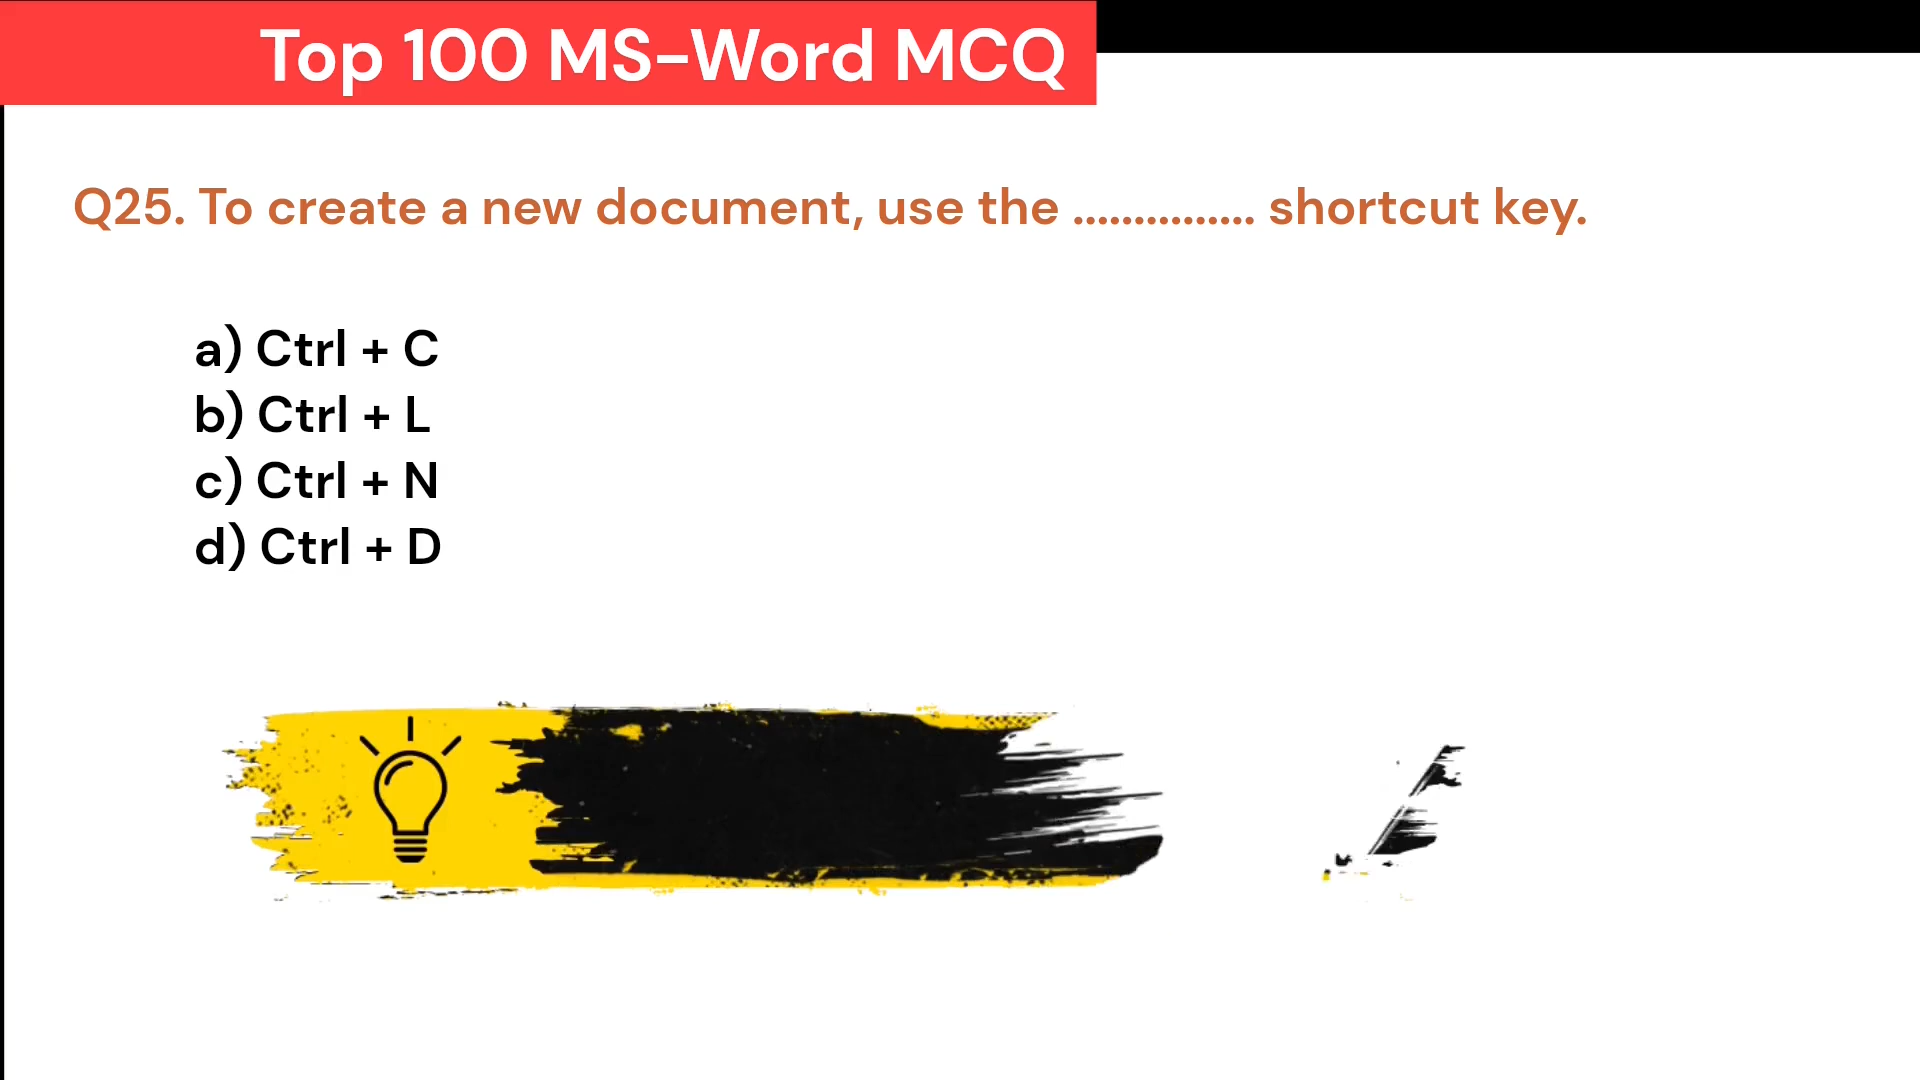 Top 100 MS-Word MCQ
Q25. To create a new document, use the ............... shortcut key.
a) Ctrl + C
b) Ctrl + L
c) Ctrl + N
d) Ctrl + D